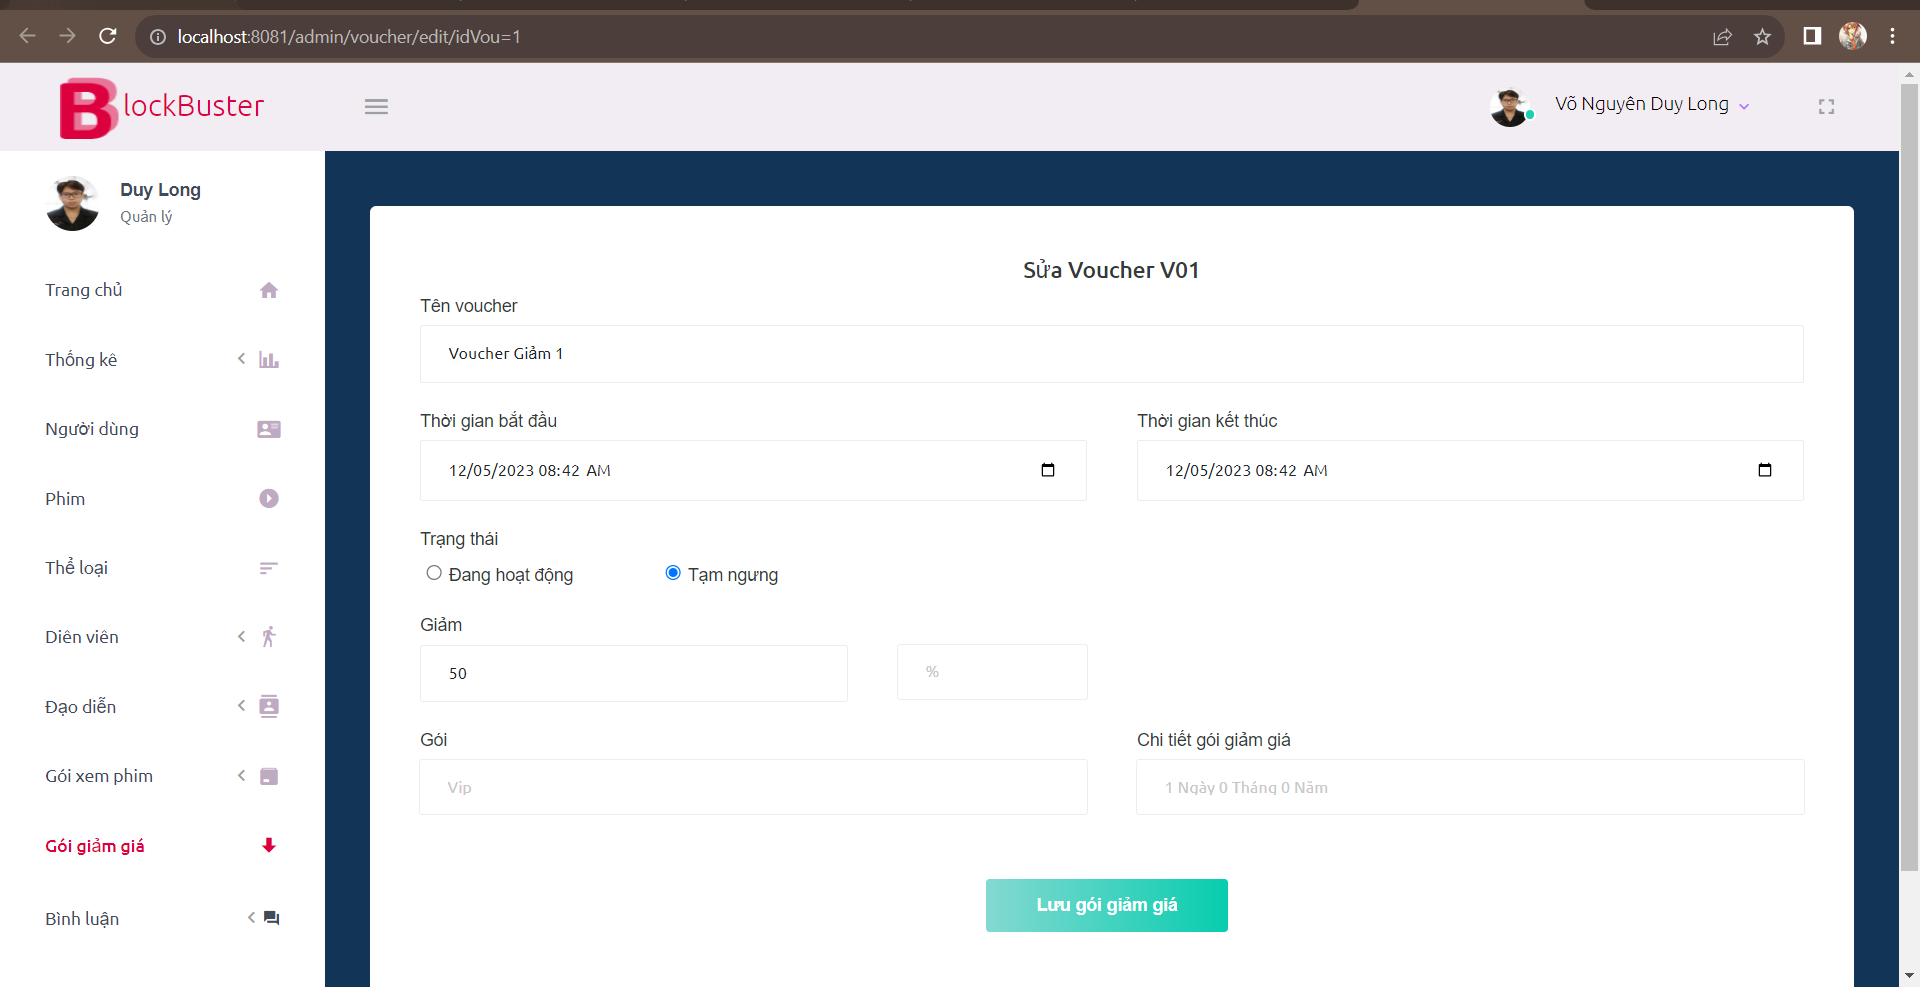 localhost:8081/admin/voucher/edit/idVou=1
BlockBuster
Võ Nguyên Duy Long
Duy Long
Quản lý
Trang chủ
Thống kê
Người dùng
Phim
Thể loại
Diên viên
Đạo diễn
Gói xem phim
Gói giảm giá
Bình luận
Sửa Voucher V01
Tên voucher
Voucher Giảm 1
Thời gian bắt đầu
Thời gian kết thúc
12/05/2023 08:42 AM
12/05/2023 08:42 AM
Trạng thái
Đang hoạt động
Tạm ngưng
Giảm
50
%
Gói
Chi tiết gói giảm giá
Vip
1 Ngày 0 Tháng 0 Năm
Lưu gói giảm giá